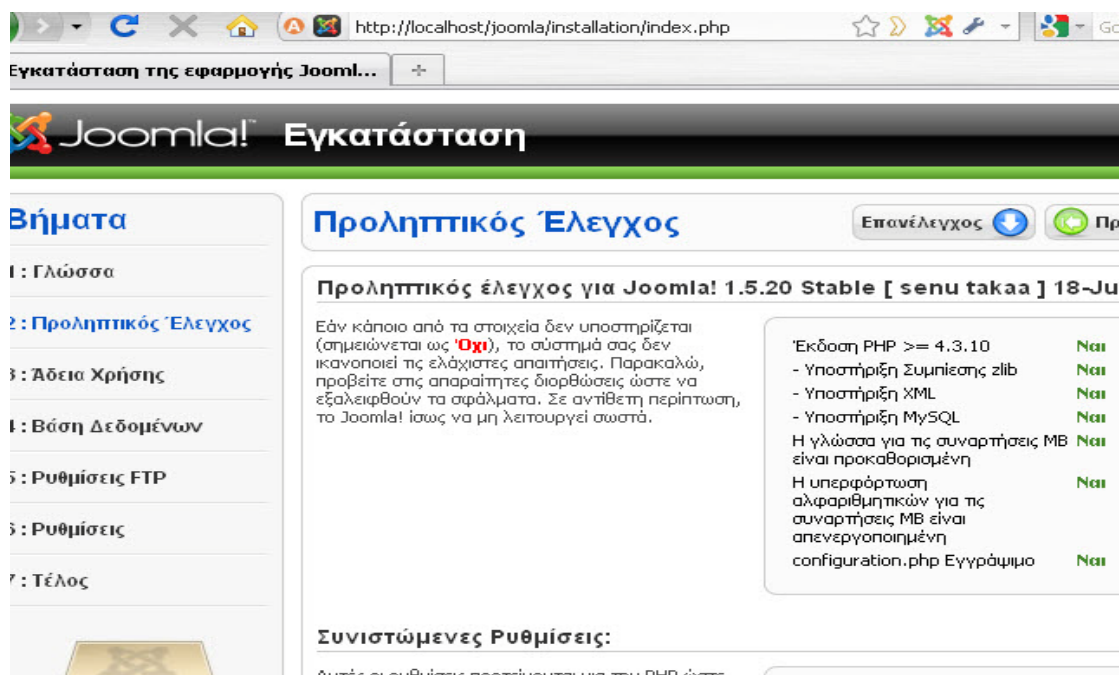 http://localhost/joomla/installation/index.php
Εγκατάσταση της εφαρμογής Jooml...
Joomla!™ Εγκατάσταση
Βήματα
: Γλώσσα
2 : Προληπτικός Έλεγχος
3 : Άδεια Χρήσης
: Βάση Δεδομένων
5 : Ρυθμίσεις FTP
6 : Ρυθμίσεις
7 : Τέλος
Προληπτικός Έλεγχος
Επανέλεγχος
Προληπτικός έλεγχος για Joomla! 1.5.20 Stable [ senu takaa ] 18-Ju
Εάν κάποιο από τα στοιχεία δεν υποστηρίζεται
(σημειώνεται ως 'Όχι), το σύστημά σας δεν
ικανοποιεί τις ελάχιστες απαιτήσεις. Παρακαλώ,
προβείτε στις απαραίτητες διορθώσεις ώστε να
εξαλειφθούν τα σφάλματα. Σε αντίθετη περίπτωση,
το Joomla! ίσως να μη λειτουργεί σωστά.
Έκδοση PHP >= 4.3.10 Ναι
- Υποστήριξη Συμπίεσης zlib Ναι
- Υποστήριξη XML Ναι
- Υποστήριξη MySQL Ναι
Η γλώσσα για τις συναρτήσεις MB Ναι
είναι προκαθορισμένη
Η υπερφόρτωση Ναι
αλφαριθμητικών για τις
συναρτήσεις MB είναι
απενεργοποιημένη
configuration.php Εγγράψιμο Ναι
Συνιστώμενες Ρυθμίσεις: